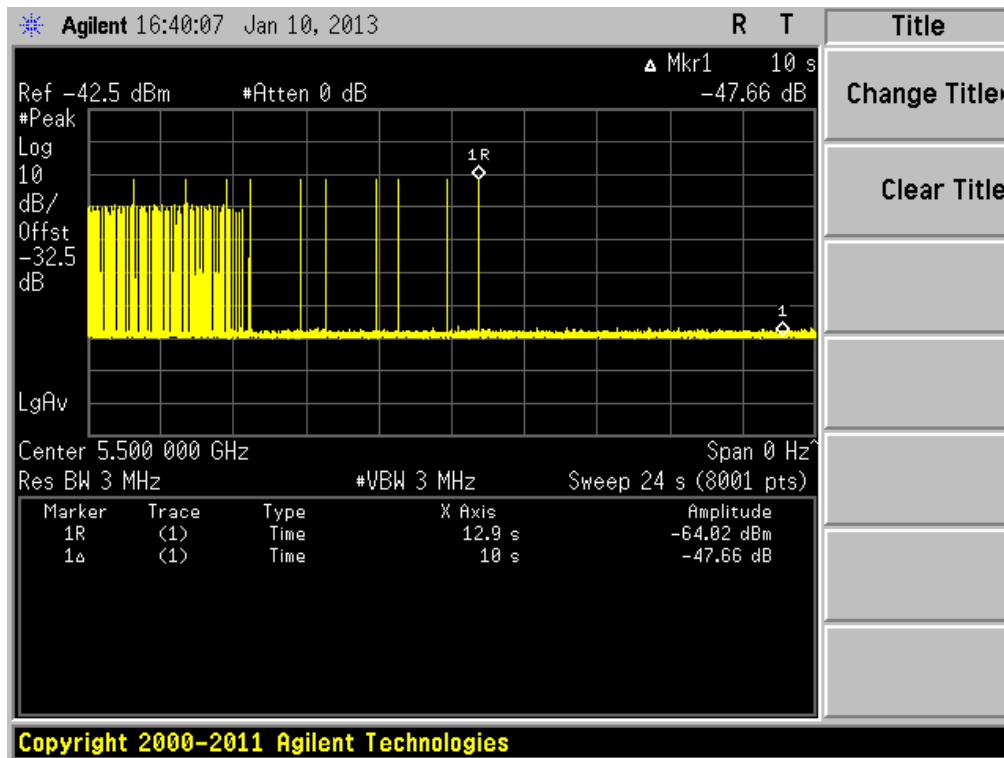 Agilent 16:40:07 Jan 10, 2013 R T
Title
Δ Mkr1 10 s
Ref -42.5 dBm #Atten 0 dB -47.66 dB
#Peak
Log
10
dB/
Offst
-32.5
dB
1R
1
LgAv
Center 5.500 000 GHz Span 0 Hz^
Res BW 3 MHz #VBW 3 MHz Sweep 24 s (8001 pts)
Marker Trace Type X Axis Amplitude
1R (1) Time 12.9 s -64.02 dBm
1Δ (1) Time 10 s -47.66 dB
Change Title▸
Clear Title
Copyright 2000-2011 Agilent Technologies